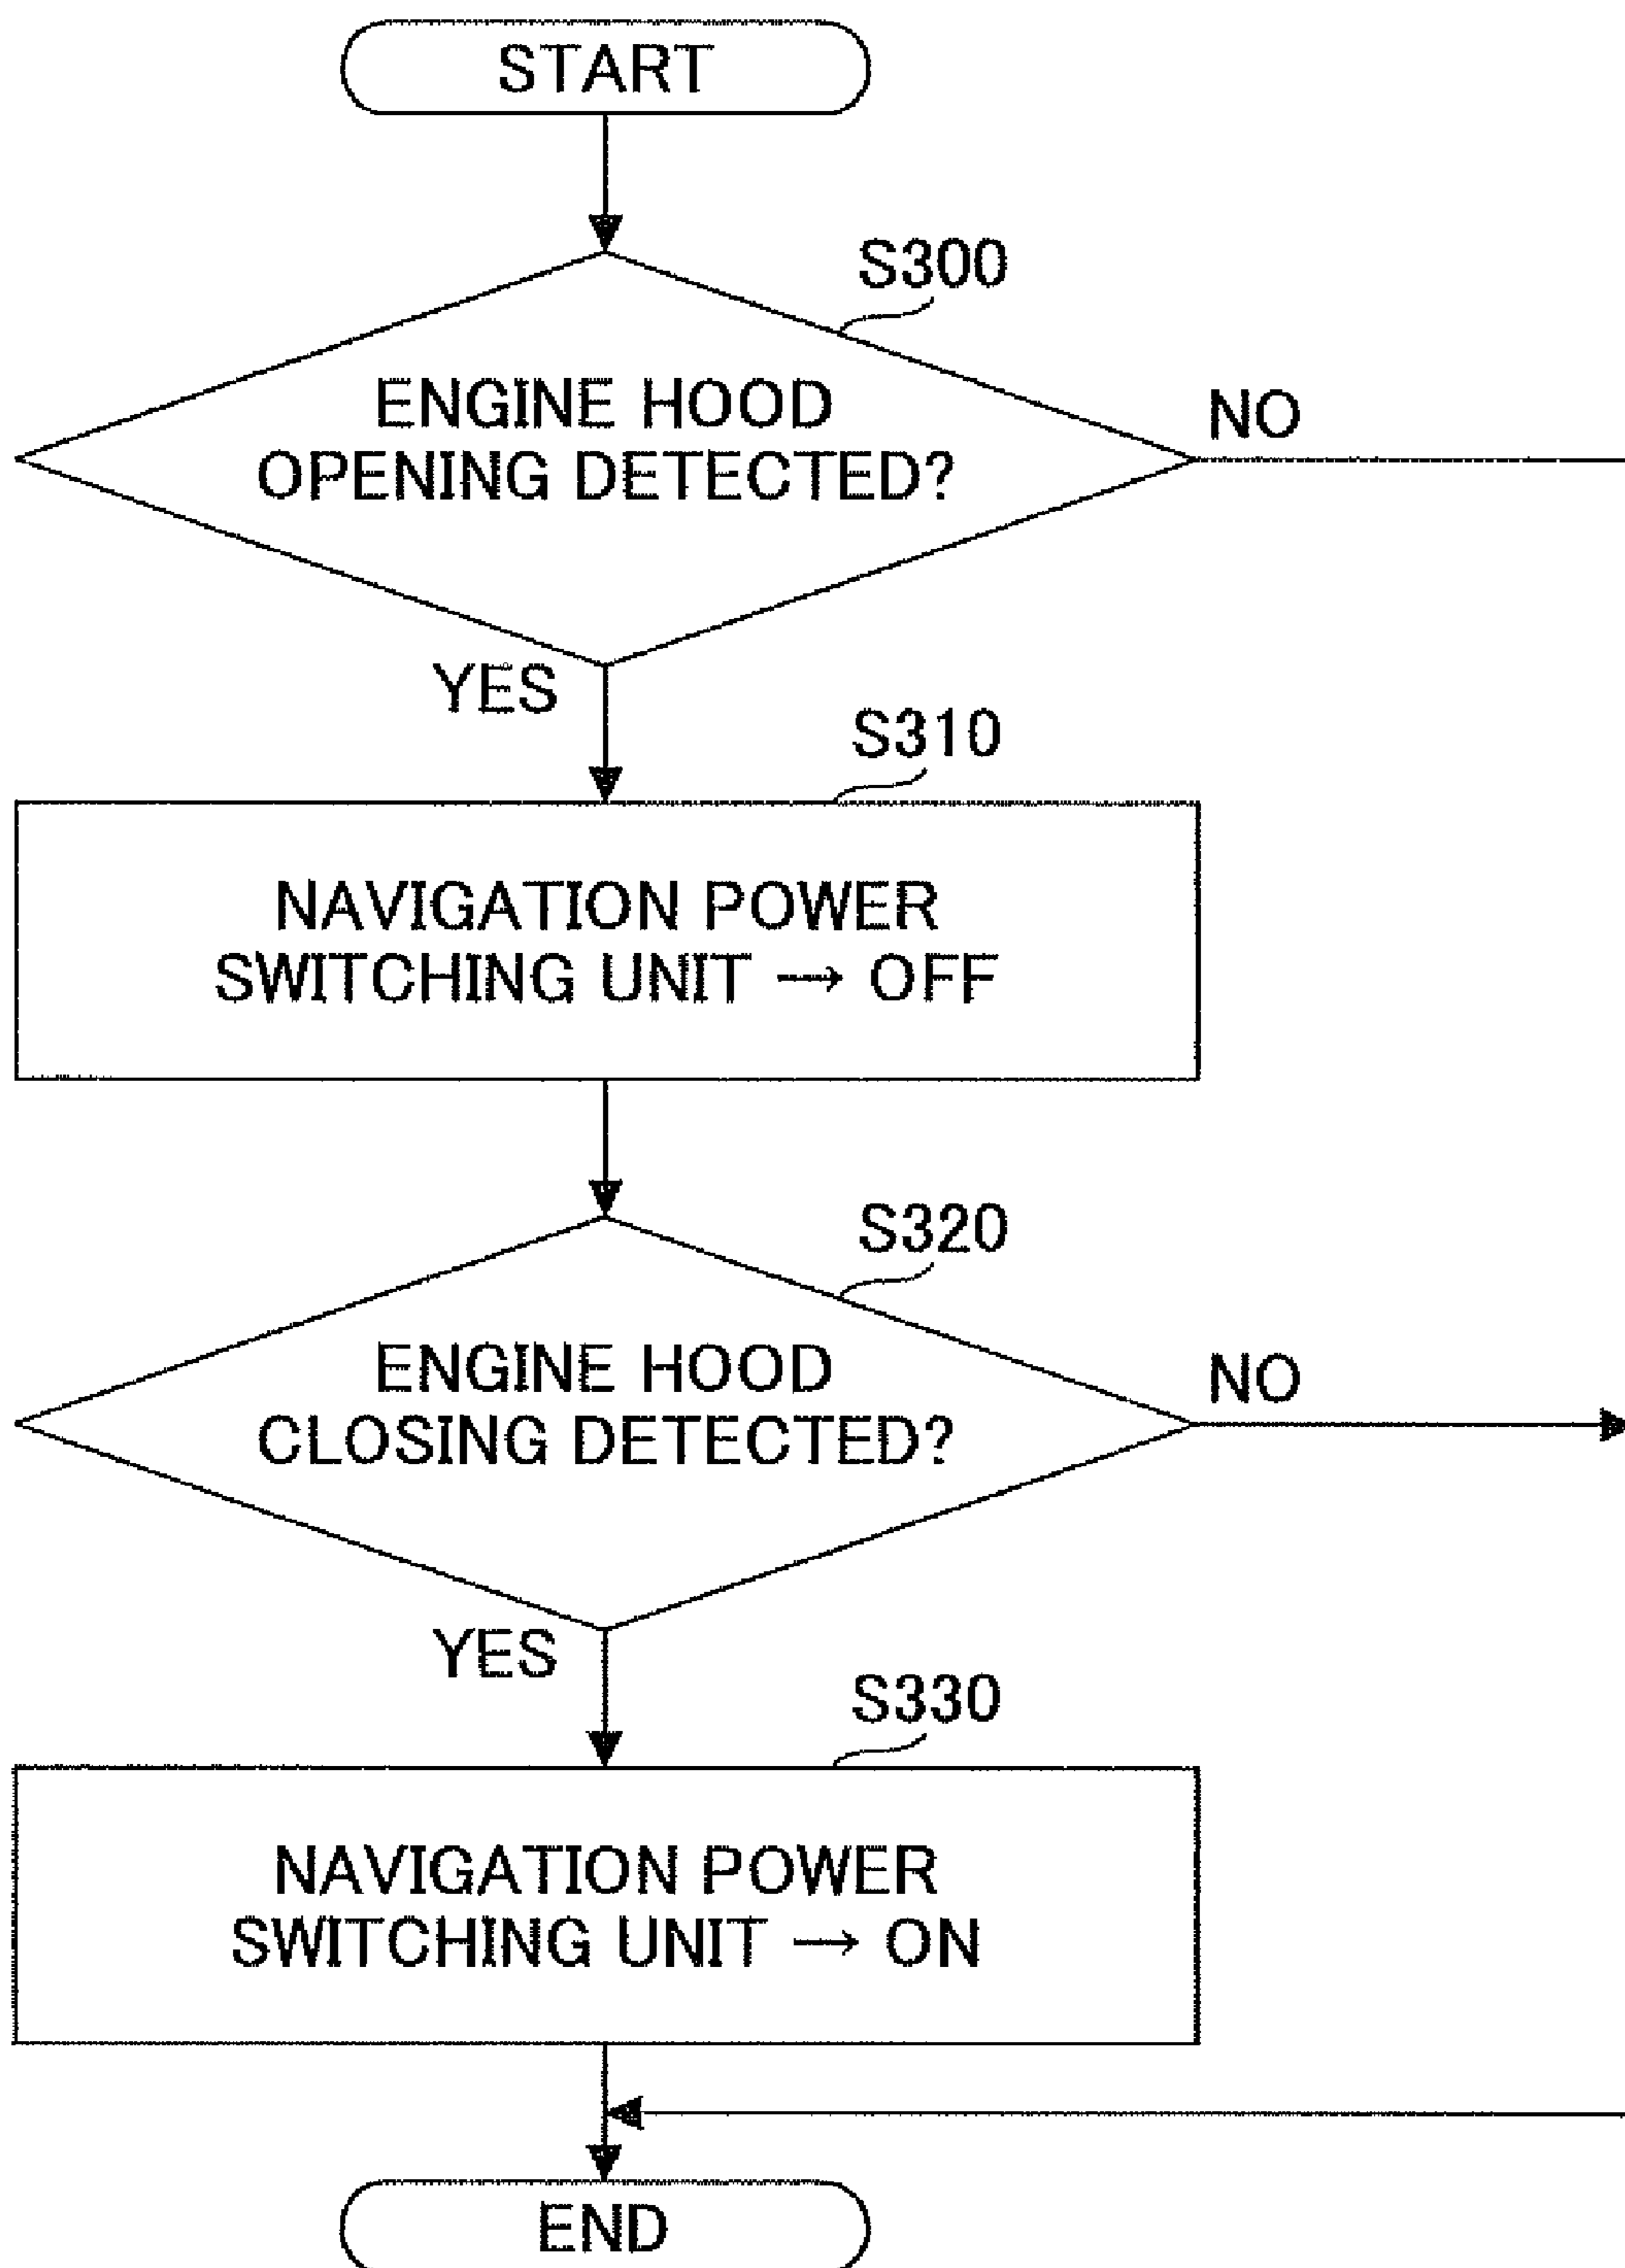 START
S300
ENGINE HOOD
OPENING DETECTED?
NO
YES
S310
NAVIGATION POWER
SWITCHING UNIT → OFF
S320
ENGINE HOOD
CLOSING DETECTED?
NO
YES
S330
NAVIGATION POWER
SWITCHING UNIT → ON
END